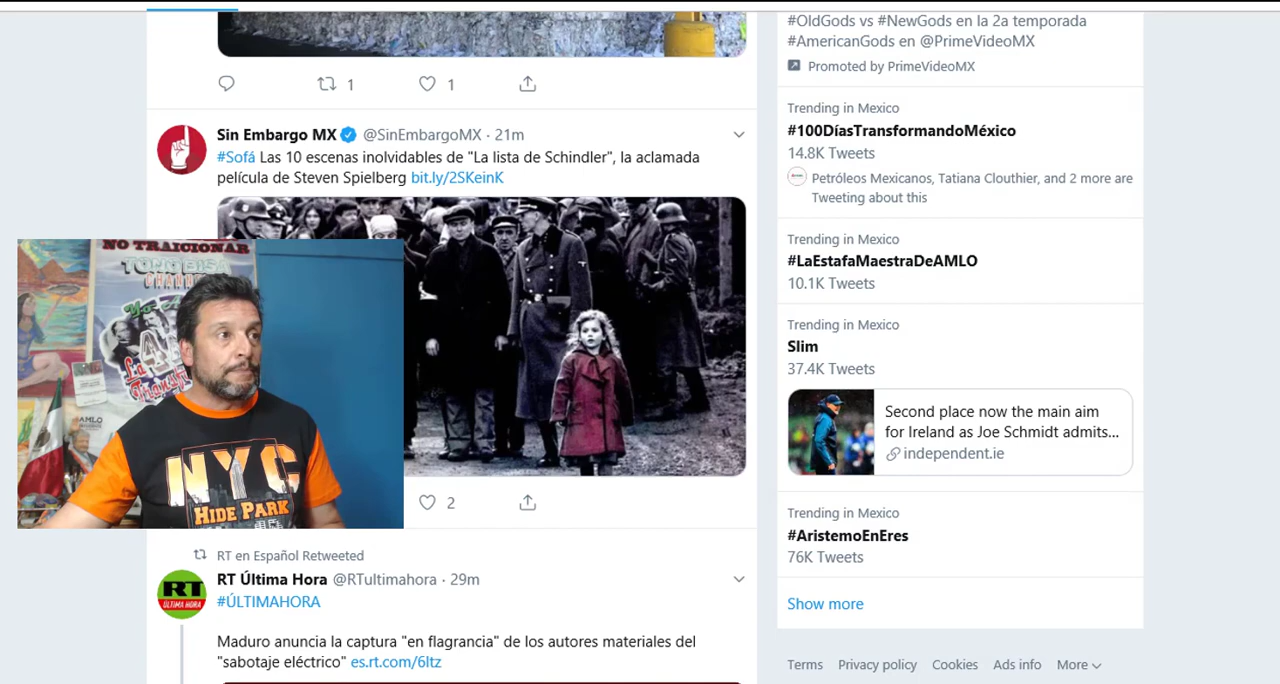 1
1
Sin Embargo MX @SinEmbargoMX · 21m
#Sofá Las 10 escenas inolvidables de "La lista de Schindler", la aclamada
película de Steven Spielberg bit.ly/2SKeinK
NO TRAICIONAR
CHANNEL
AMLO
NYC
HIDE PARK
2
RT en Español Retweeted
RT
ÚLTIMA HORA
RT Última Hora @RTultimahora · 29m
#ÚLTIMAHORA
Maduro anuncia la captura "en flagrancia" de los autores materiales del
"sabotaje eléctrico" es.rt.com/6ltz
#OldGods vs #NewGods en la 2a temporada
#AmericanGods en @PrimeVideoMX
Promoted by PrimeVideoMX
Trending in Mexico
#100DíasTransformandoMéxico
14.8K Tweets
Petróleos Mexicanos, Tatiana Clouthier, and 2 more are
Tweeting about this
Trending in Mexico
#LaEstafaMaestraDeAMLO
10.1K Tweets
Trending in Mexico
Slim
37.4K Tweets
Second place now the main aim
for Ireland as Joe Schmidt admits...
independent.ie
Trending in Mexico
#AristemoEnEres
76K Tweets
Show more
Terms Privacy policy Cookies Ads info More